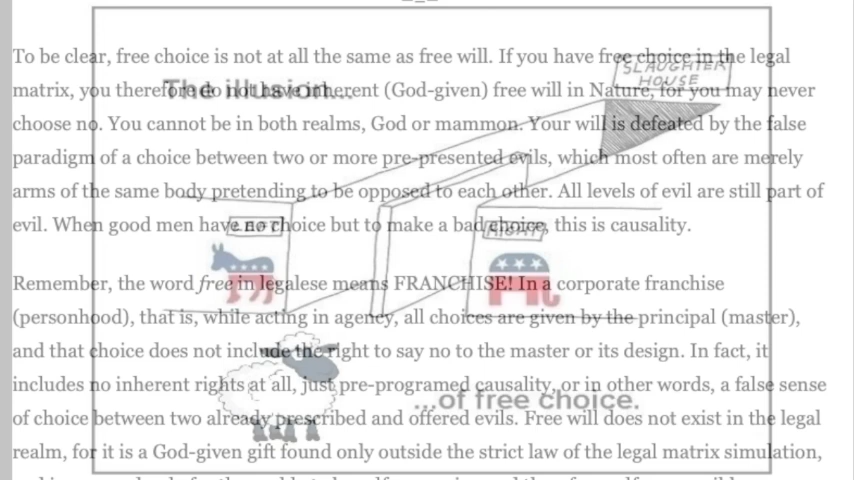 To be clear, free choice is not at all the same as free will. If you have free choice in the legal
matrix, you therefore do not have inherent (God-given) free will in Nature, for you may never
choose no. You cannot be in both realms, God or mammon. Your will is defeated by the false
paradigm of a choice between two or more pre-presented evils, which most often are merely
arms of the same body pretending to be opposed to each other. All levels of evil are still part of
evil. When good men have no choice but to make a bad choice, this is causality.
Remember, the word free in legalese means FRANCHISE! In a corporate franchise
(personhood), that is, while acting in agency, all choices are given by the principal (master),
and that choice does not include the right to say no to the master or its design. In fact, it
includes no inherent rights at all, just pre-programed causality, or in other words, a false sense
of choice between two already prescribed and offered evils. Free will does not exist in the legal
realm, for it is a God-given gift found only outside the strict law of the legal matrix simulation,
The illusion...
SLAUGHTER
HOUSE
LEFT
RIGHT
...of free choice.